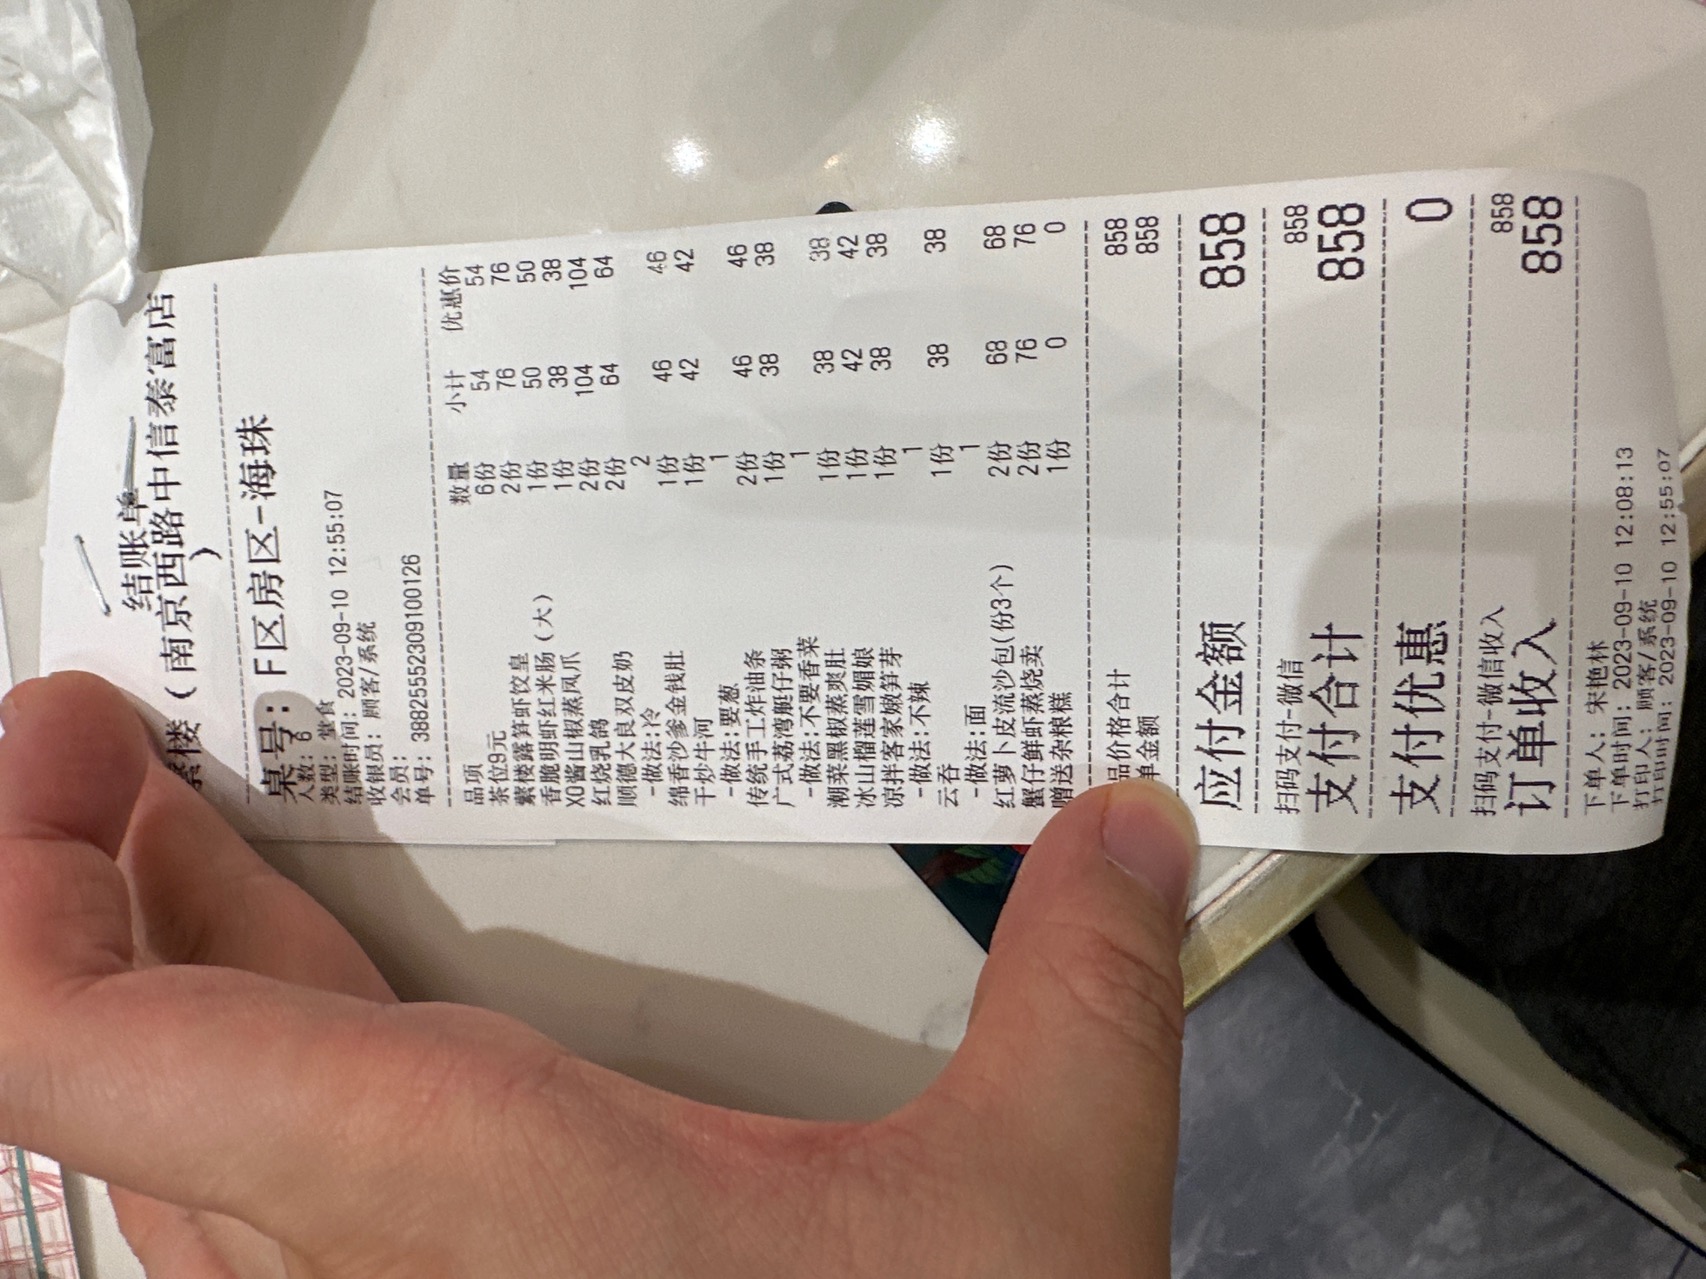 结账单
楼(南京西路中信泰富店
)
桌号: F区房区-海珠
人数: 6
类型: 堂食
结账时间: 2023-09-10 12:55:07
收银员: 顾客/系统
会员:
单号: 3882555230910​0126
品项 数量 小计 优惠价
茶位9元 6份 54 54
紫楼露笋虾饺皇 2份 76 76
香脆明虾红米肠(大) 1份 50 50
XO酱山椒蒸凤爪 1份 38 38
红烧乳鸽 2份 104 104
顺德大良双皮奶 2份 64 64
-做法:冷 2
绵香沙爹金钱肚 1份 46 46
干炒牛河 1份 42 42
-做法:要葱 1
传统手工作油条 2份 46 46
广式荔湾艇仔粥 1份 38 38
-做法:不要香菜 1
潮菜黑椒蒸爽肚 1份 38 38
冰山榴莲雪媚娘 1份 42 42
凉拌客家嫩笋芽 1份 38 38
-做法:不辣 1
云吞 1份 38 38
-做法:面 1
红萝卜皮流沙包(份3个) 2份 68 68
蟹仔鲜虾蒸烧卖 2份 76 76
赠送杂粮糕 1份 0 0
品价格合计 858
单金额 858
应付金额 858
扫码支付-微信 858
支付合计 858
支付优惠 0
扫码支付-微信收入 858
订单收入 858
下单人: 宋艳林
下单时间: 2023-09-10 12:08:13
打印人: 顾客/系统
打印时间: 2023-09-10 12:55:07